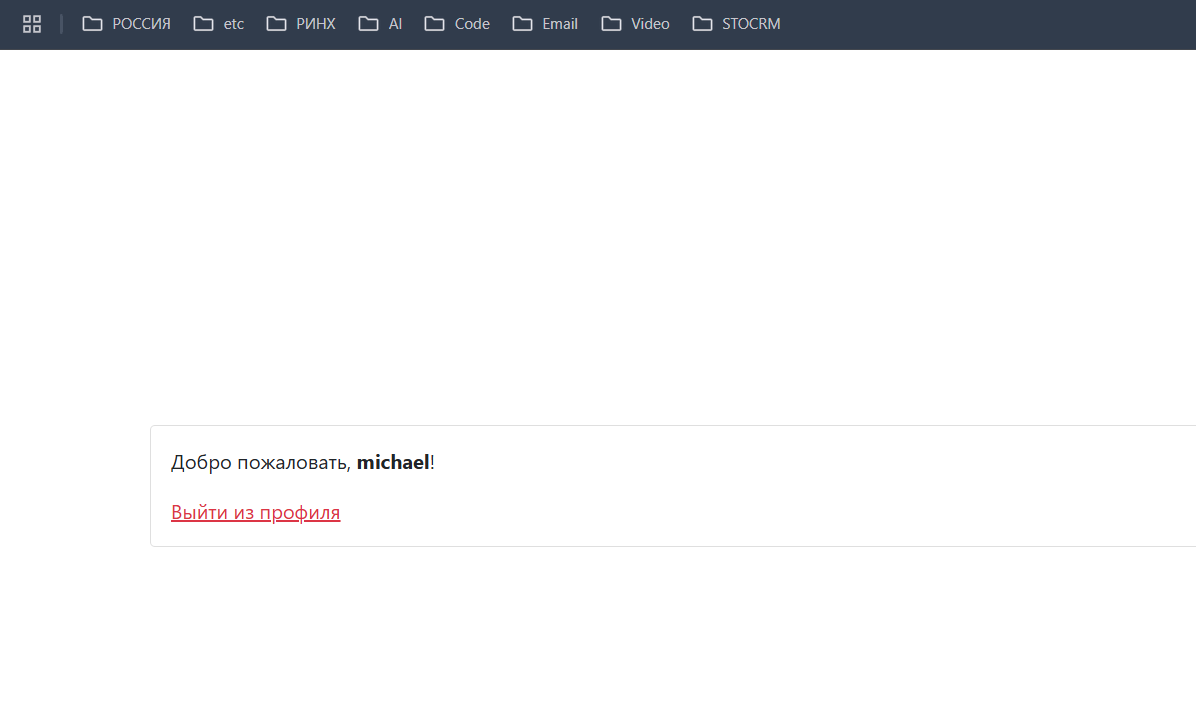 РОССИЯ etc РИНХ AI Code Email Video STOCRM
Добро пожаловать, michael!
Выйти из профиля